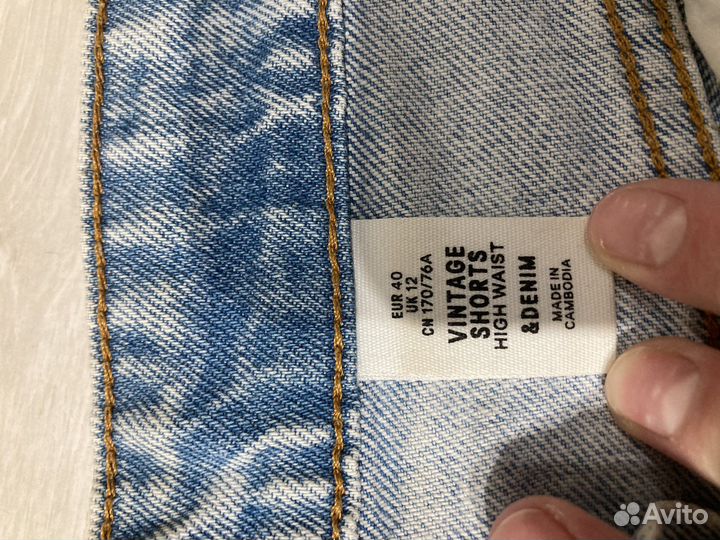 EUR 40
UK 12
CN 170/76A
VINTAGE
SHORTS
HIGH WAIST
&DENIM
MADE IN
CAMBODIA
Avito